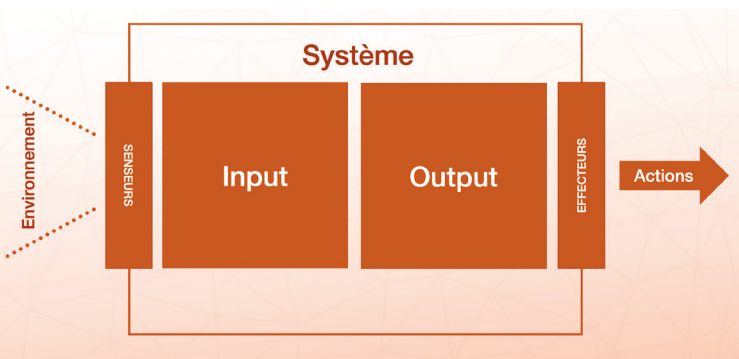 Système
Environnement
SENSEURS
Input
Output
EFFECTEURS
Actions